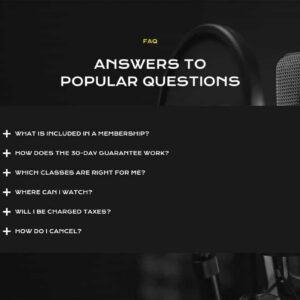 FAQ
ANSWERS TO
POPULAR QUESTIONS
WHAT IS INCLUDED IN A MEMBERSHIP?
HOW DOES THE 30-DAY GUARANTEE WORK?
WHICH CLASSES ARE RIGHT FOR ME?
WHERE CAN I WATCH?
WILL I BE CHARGED TAXES?
HOW DO I CANCEL?